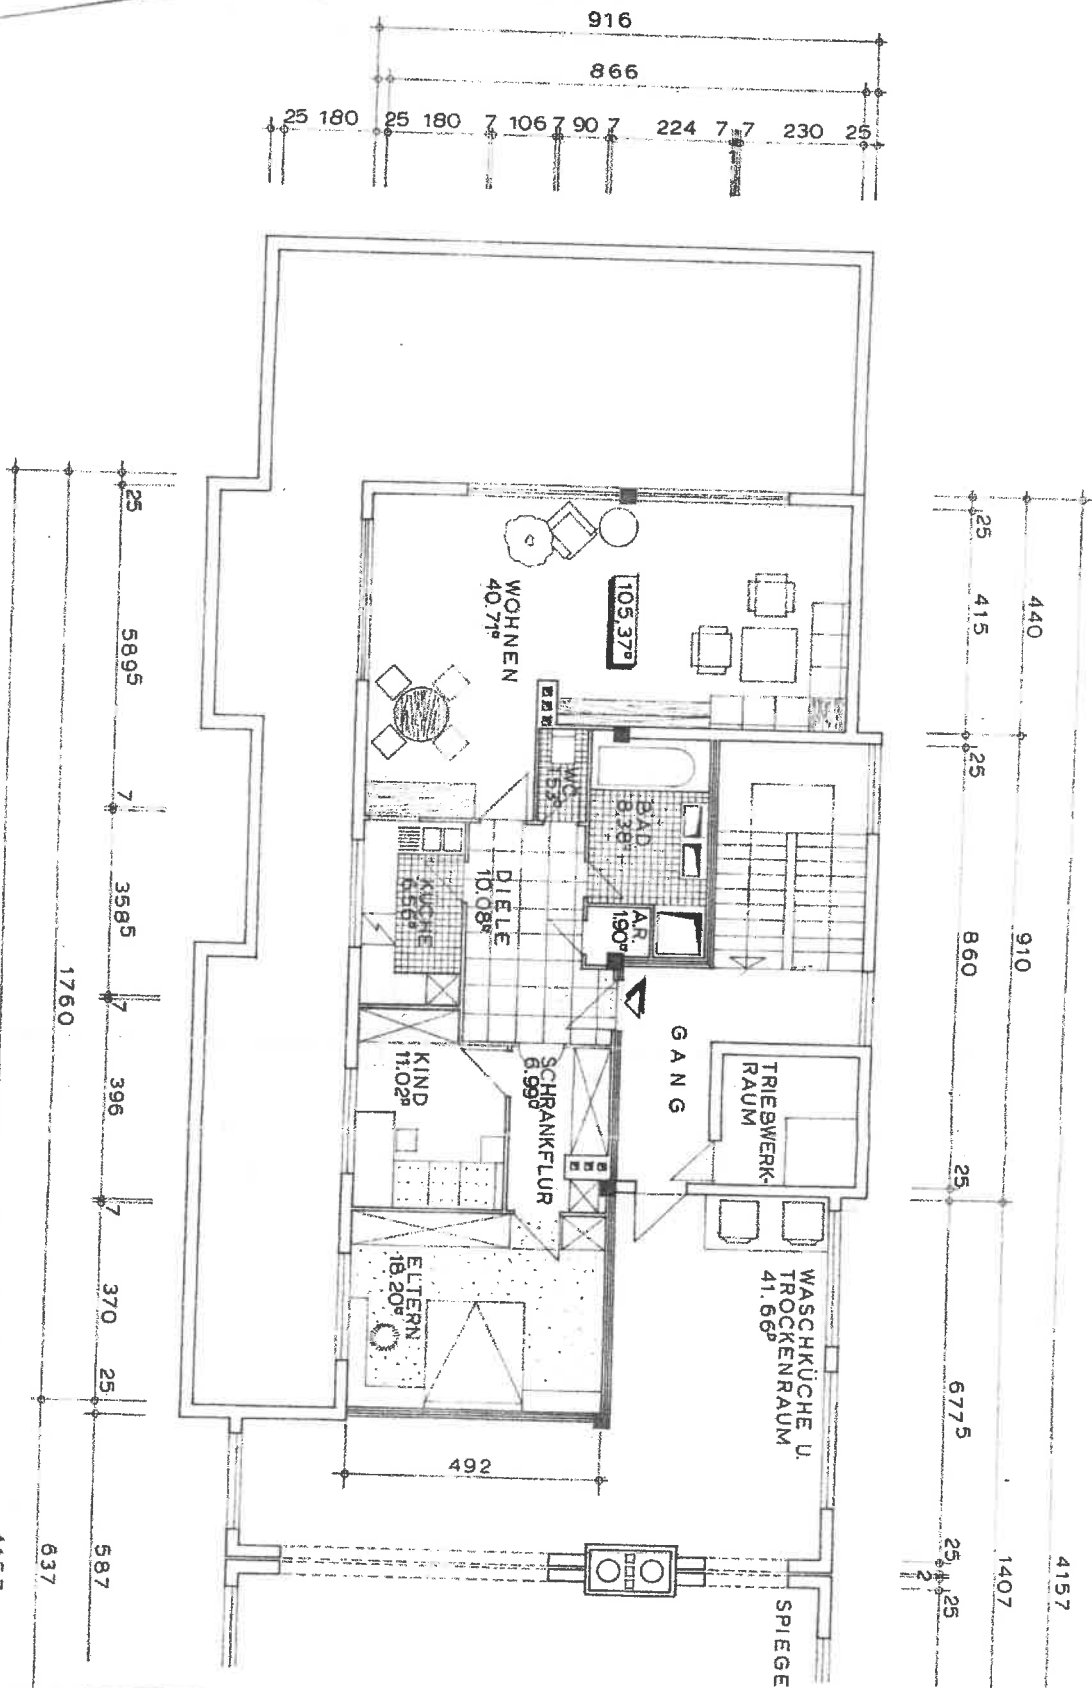 916
866
25 180 25 180 7 106 7 90 7 224 7 7 230 25
25 415 25 860 25 677⁵ 25 2 25
440 910 1407
4157
WOHNEN
40.71▫
105,37▫
WC
1.53▫
BAD
8.38▫
A.R.
1.90▫
DIELE
10.08▫
KÜCHE
6.56▫
GANG
TRIEBWERK-
RAUM
KIND
11.02▫
SCHRANKFLUR
6.99▫
ELTERN
18.20▫
WASCHKÜCHE U.
TROCKENRAUM
41.66▫
492
SPIEGE
25 589⁵ 7 358⁵ 7 396 7 370 25 587
1760 637